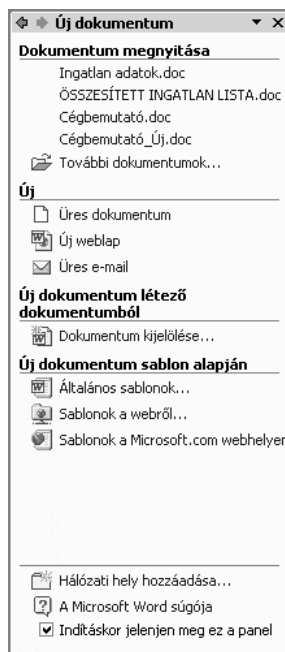 Új dokumentum
Dokumentum megnyitása
Ingatlan adatok.doc
ÖSSZESÍTETT INGATLAN LISTA.doc
Cégbemutató.doc
Cégbemutató_Új.doc
További dokumentumok...
Új
Üres dokumentum
Új weblap
Üres e-mail
Új dokumentum létező
dokumentumból
Dokumentum kijelölése...
Új dokumentum sablon alapján
Általános sablonok...
Sablonok a webről...
Sablonok a Microsoft.com webhelyer
Hálózati hely hozzáadása...
A Microsoft Word súgója
Indításkor jelenjen meg ez a panel